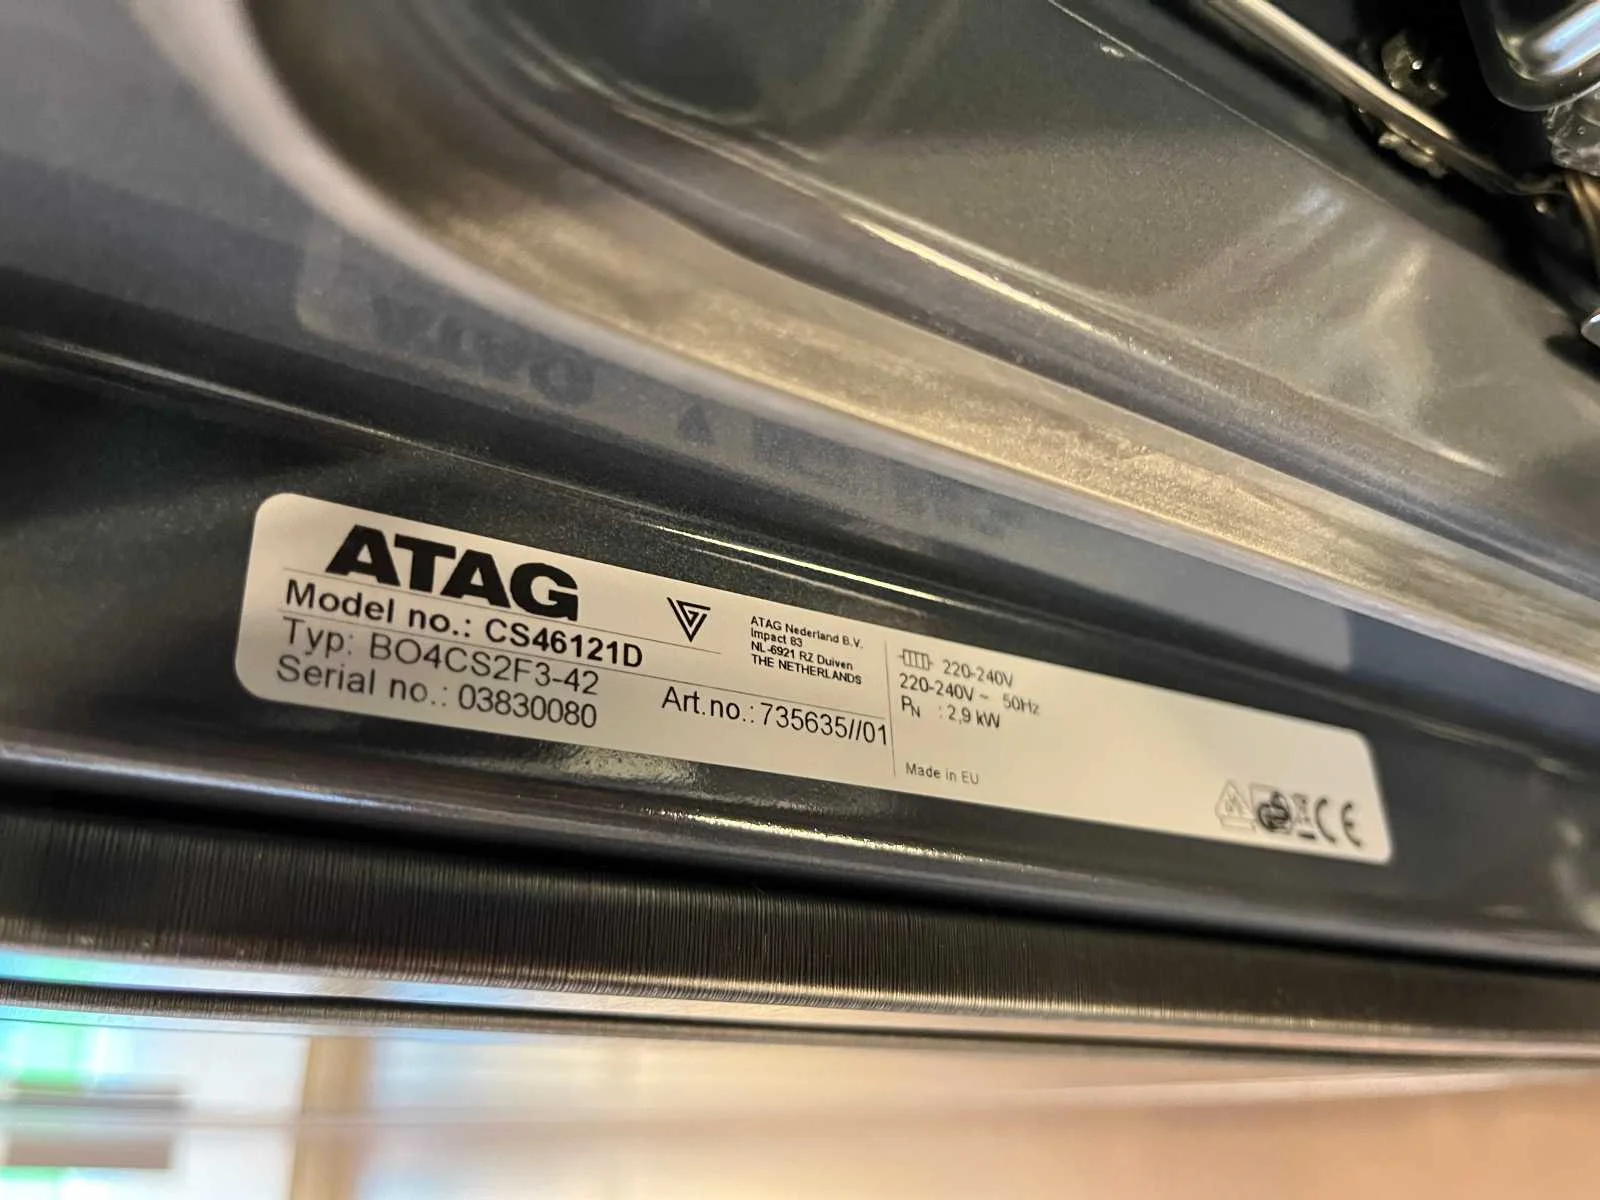 ATAG
Model no.: CS46121D
Typ: BO4CS2F3-42
Serial no.: 03830080
Art.no.: 735635//01
ATAG Nederland B.V.
Impact 83
NL-6921 RZ Duiven
THE NETHERLANDS
220-240V
220-240V ~ 50Hz
PN : 2,9 kW
Made in EU
CE